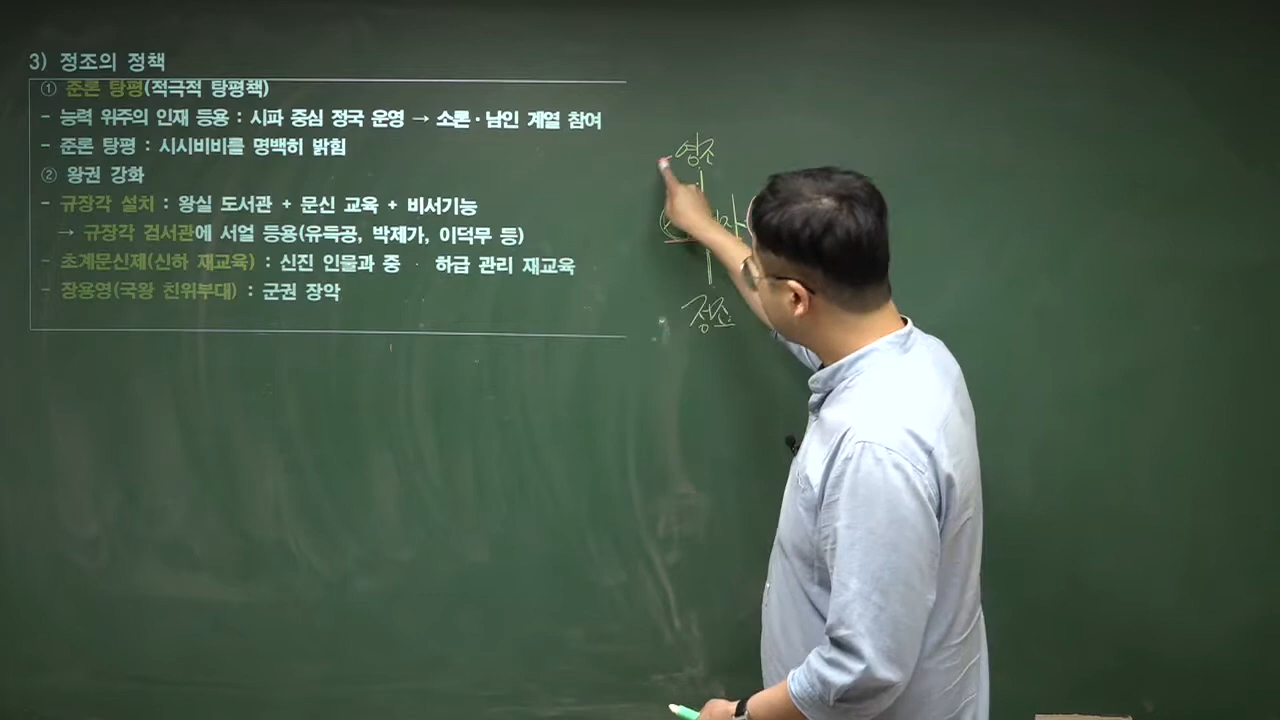 3) 정조의 정책
① 준론 탕평(적극적 탕평책)
- 능력 위주의 인재 등용 : 시파 중심 정국 운영 → 소론·남인 계열 참여
- 준론 탕평 : 시시비비를 명백히 밝힘
② 왕권 강화
- 규장각 설치 : 왕실 도서관 + 문신 교육 + 비서기능
→ 규장각 검서관에 서얼 등용(유득공, 박제가, 이덕무 등)
- 초계문신제(신하 재교육) : 신진 인물과 중 · 하급 관리 재교육
- 장용영(국왕 친위부대) : 군권 장악
영조
정조